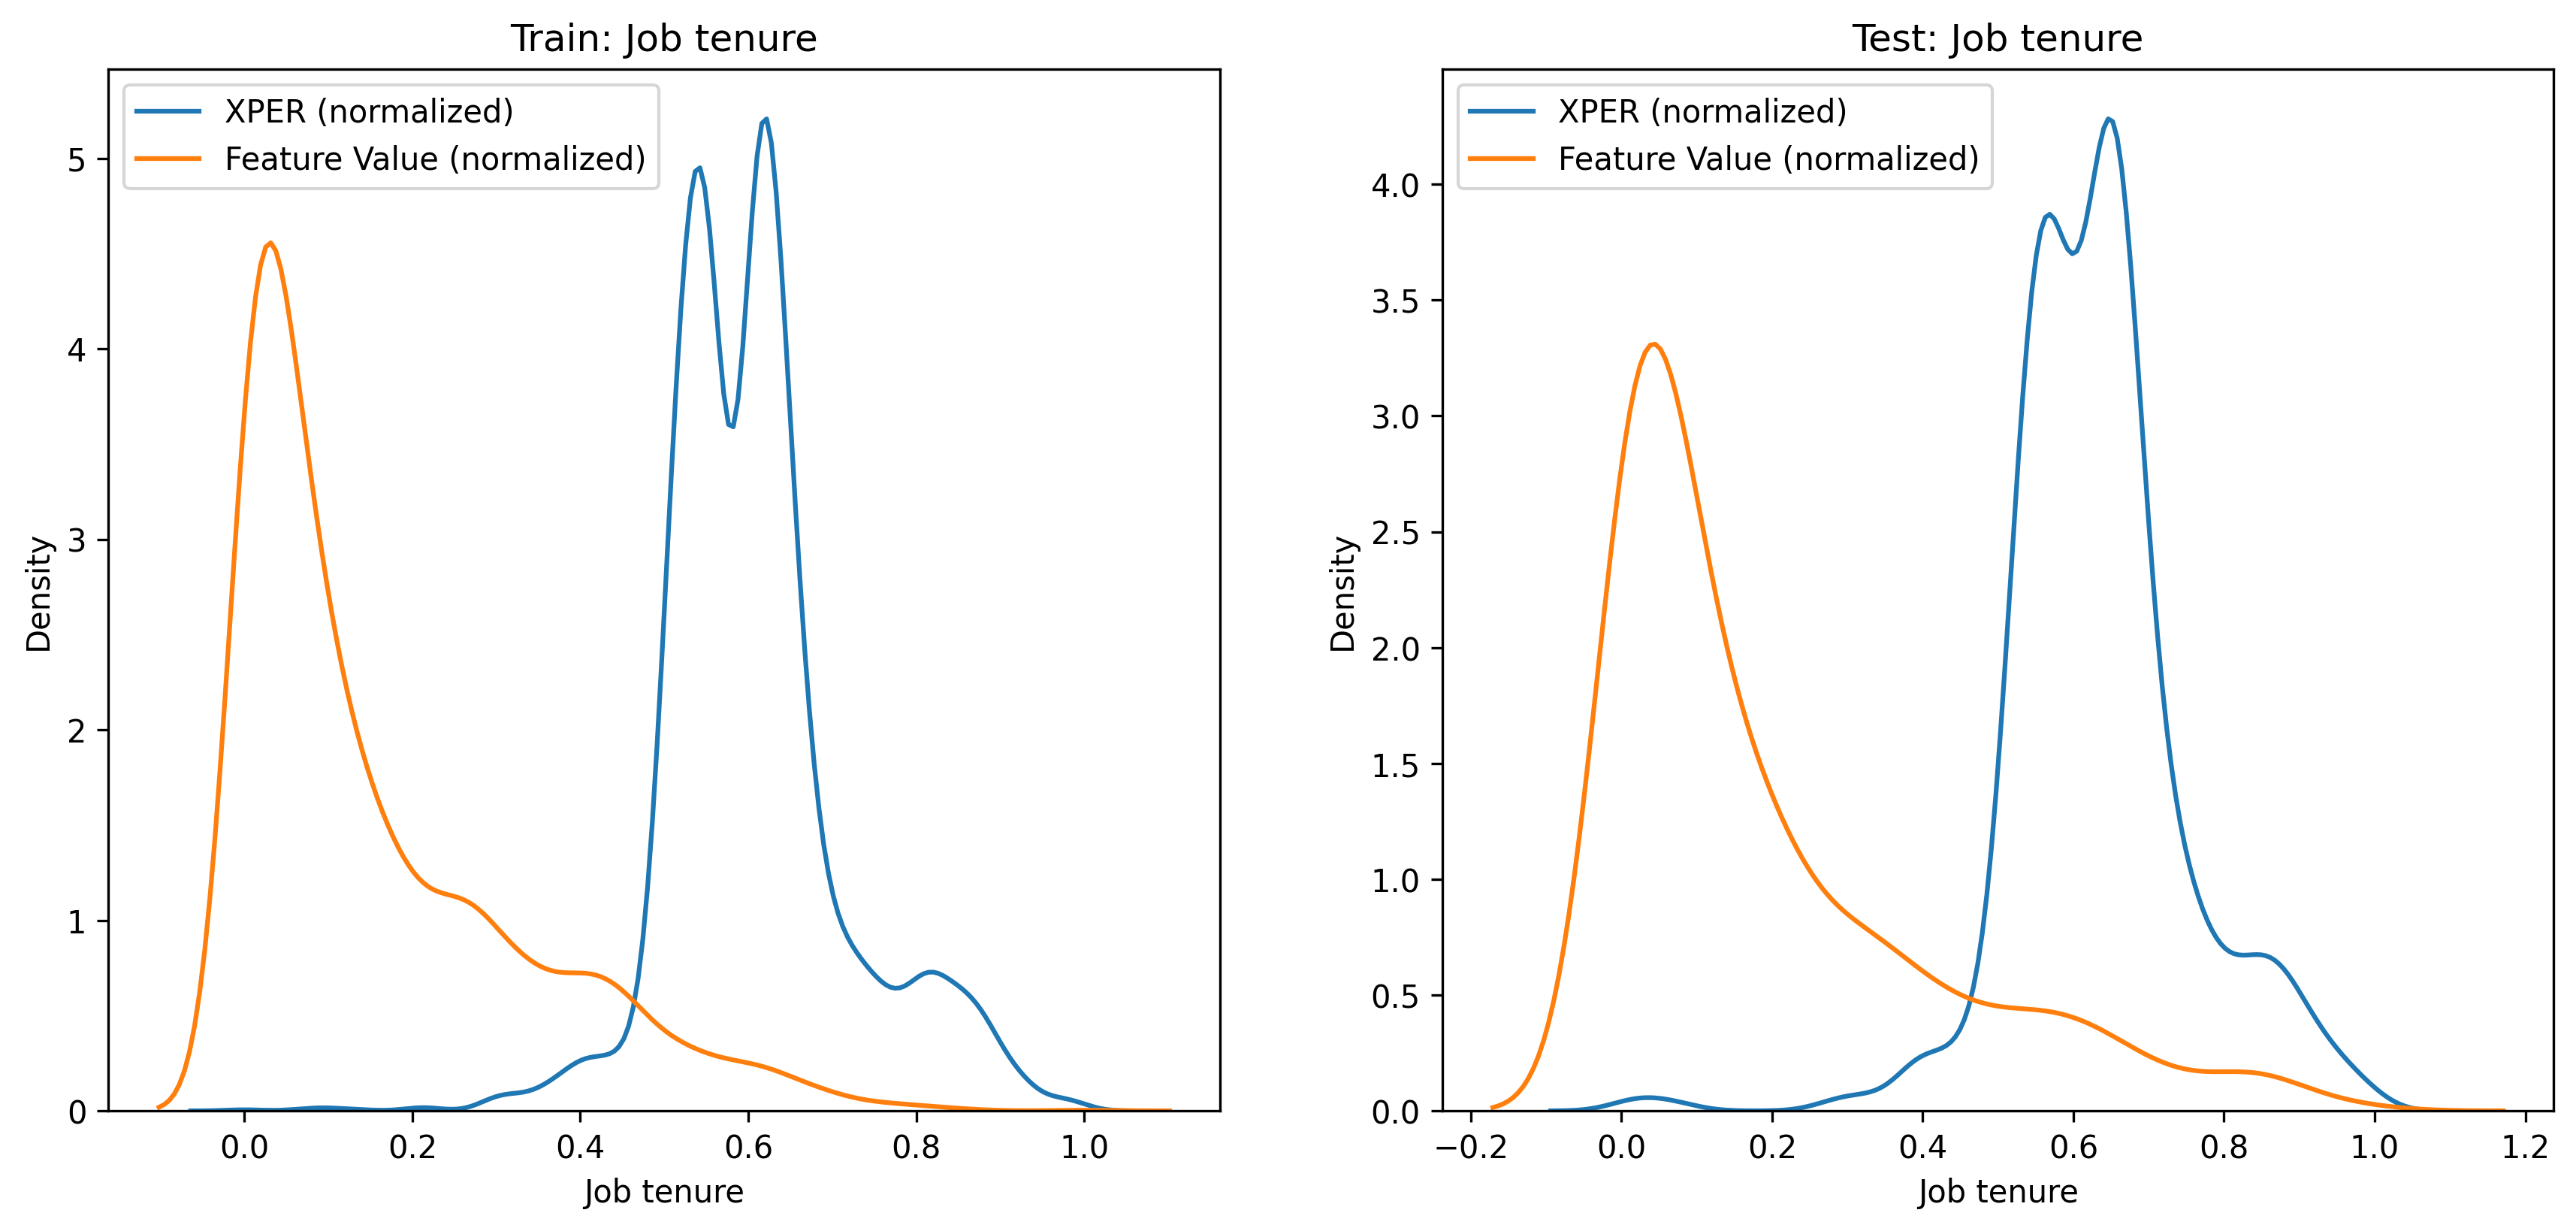 Train: Job tenure
XPER (normalized)
Feature Value (normalized)
Density
5
4
3
2
1
0
0.0 0.2 0.4 0.6 0.8 1.0
Job tenure
Test: Job tenure
XPER (normalized)
Feature Value (normalized)
Density
4.0
3.5
3.0
2.5
2.0
1.5
1.0
0.5
0.0
−0.2 0.0 0.2 0.4 0.6 0.8 1.0 1.2
Job tenure